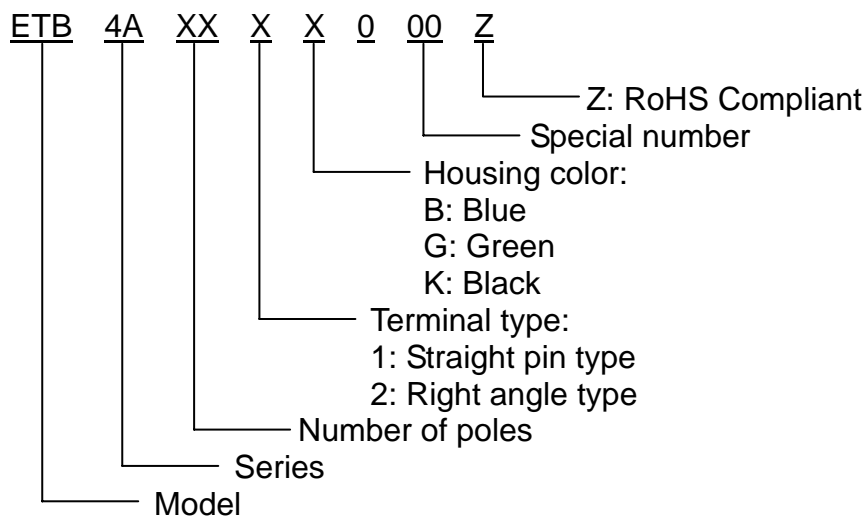 ETB 4A XX X X 0 00 Z
Z: RoHS Compliant
Special number
Housing color:
B: Blue
G: Green
K: Black
Terminal type:
1: Straight pin type
2: Right angle type
Number of poles
Series
Model